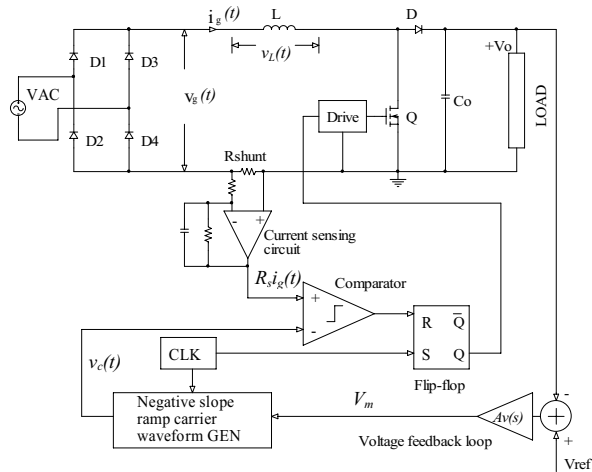 i_g(t)
L
D
D1
D3
v_L(t)
+Vo
VAC
v_g(t)
Co
LOAD
Drive
Q
D2
D4
Rshunt
-
+
Current sensing
circuit
R_s i_g(t)
Comparator
+
-
R
Q̅
S
Q
v_c(t)
CLK
Flip-flop
Negative slope
ramp carrier
waveform GEN
V_m
Av(s)
-
+
Voltage feedback loop
Vref